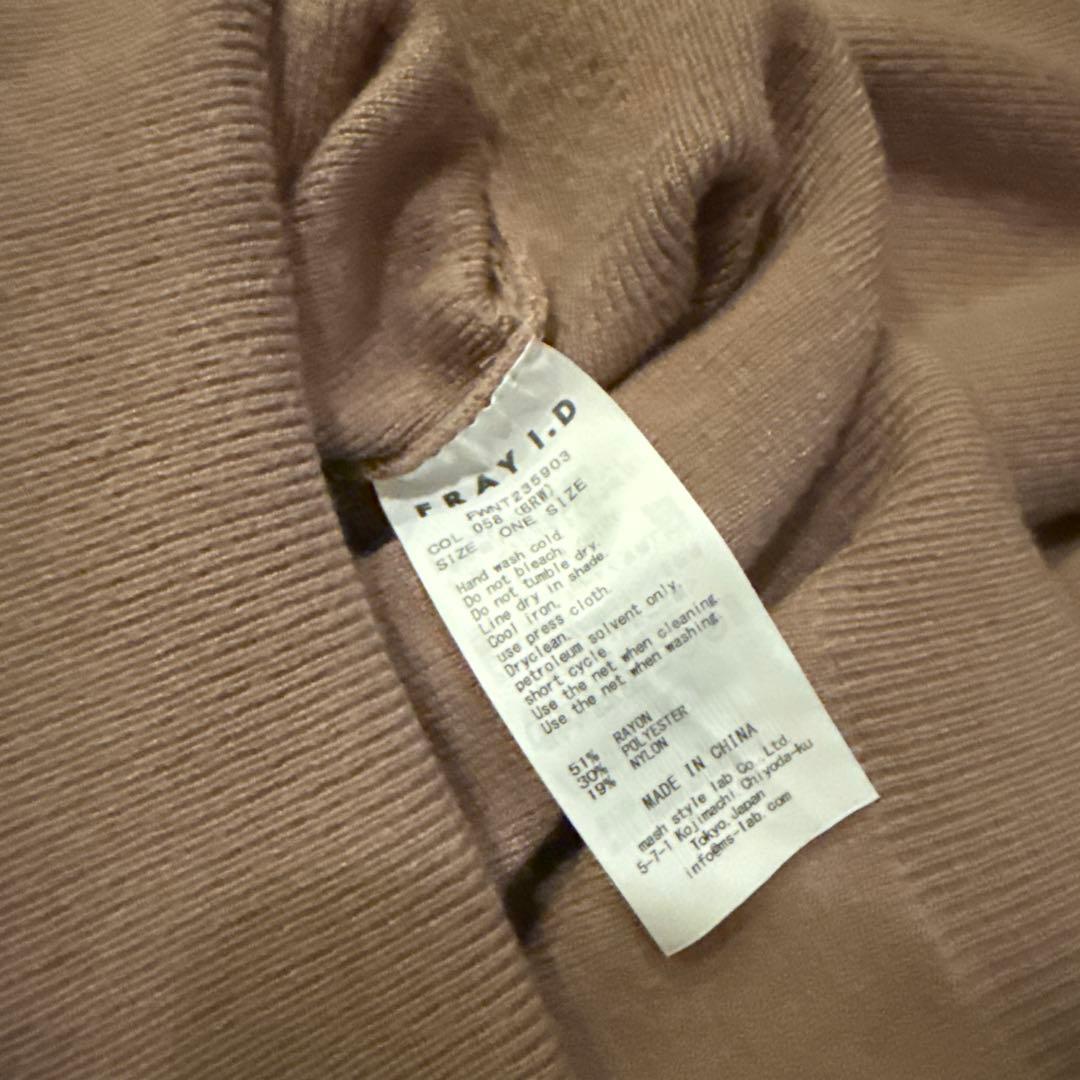 FRAY I.D
FWNT235903
COL 058 (BRW)
SIZE ONE SIZE
Hand wash cold.
Do not bleach.
Do not tumble dry.
Line dry in shade.
Cool iron.
use press cloth.
Dryclean.
petroleum solvent only,
short cycle
Use the net when cleaning
Use the net when washing
51% RAYON
30% POLYESTER
19% NYLON
MADE IN CHINA
mash style lab Co., Ltd.
5-7-1 Kojimachi Chiyoda-ku
Tokyo, Japan
info@ms-lab.com